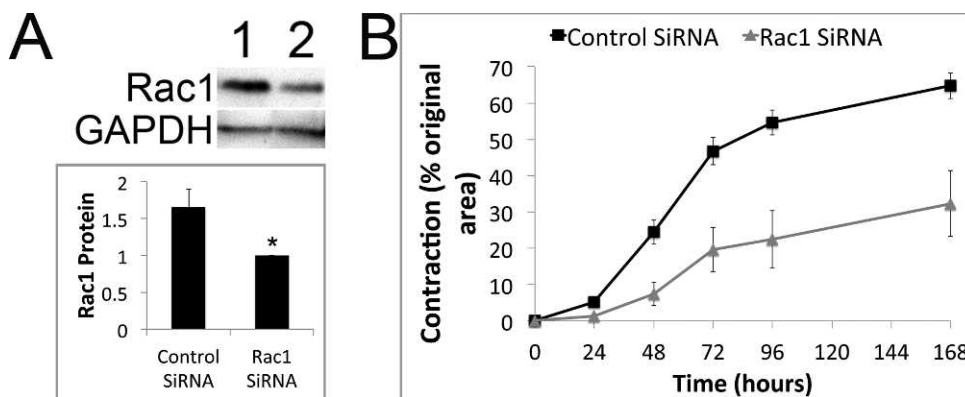 A
1 2
Rac1
GAPDH
Rac1 Protein
2
1.5
1
0.5
0
*
Control
SiRNA
Rac1
SiRNA
B
Control SiRNA Rac1 SiRNA
Contraction (% original
area)
70
60
50
40
30
20
10
0
0 24 48 72 96 120 144 168
Time (hours)